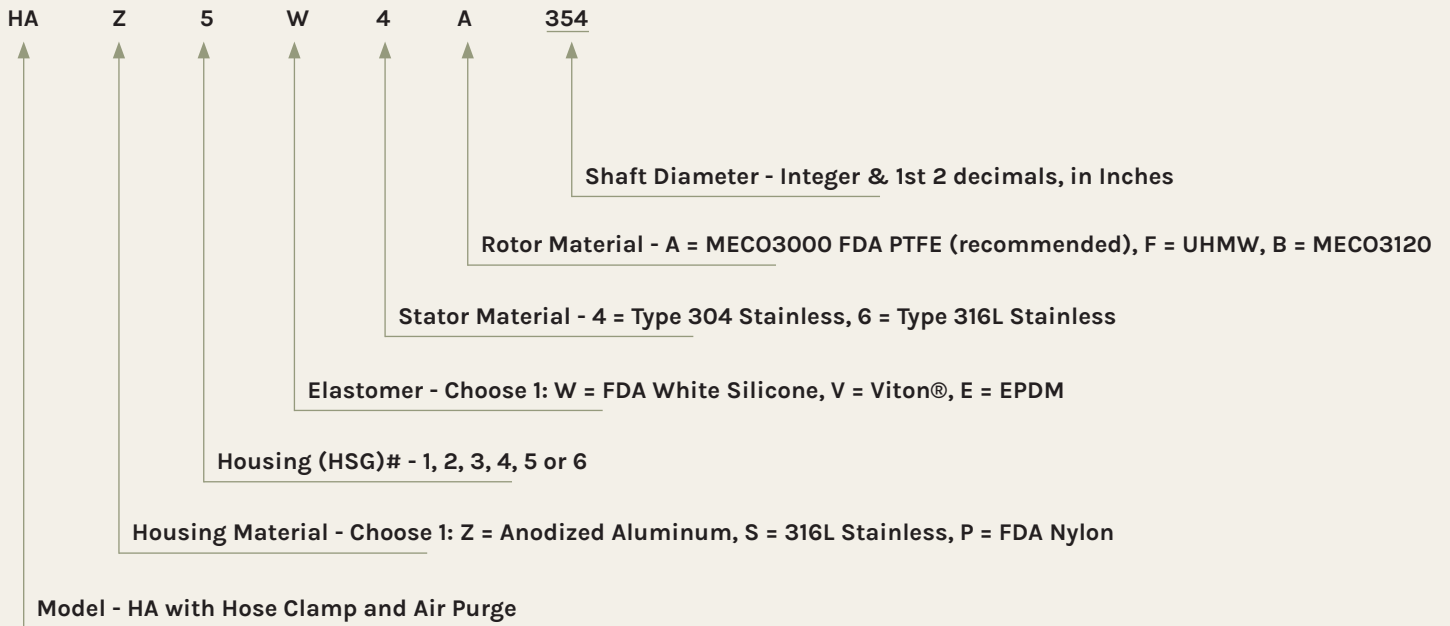 HA Z 5 W 4 A 354
Shaft Diameter - Integer & 1st 2 decimals, in Inches
Rotor Material - A = MECO3000 FDA PTFE (recommended), F = UHMW, B = MECO3120
Stator Material - 4 = Type 304 Stainless, 6 = Type 316L Stainless
Elastomer - Choose 1: W = FDA White Silicone, V = Viton®, E = EPDM
Housing (HSG)# - 1, 2, 3, 4, 5 or 6
Housing Material - Choose 1: Z = Anodized Aluminum, S = 316L Stainless, P = FDA Nylon
Model - HA with Hose Clamp and Air Purge